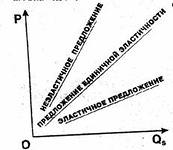 P
НЕЭЛАСТИЧНОЕ ПРЕДЛОЖЕНИЕ
ПРЕДЛОЖЕНИЕ ЕДИНИЧНОЙ ЭЛАСТИЧНОСТИ
ЭЛАСТИЧНОЕ ПРЕДЛОЖЕНИЕ
O
Qs